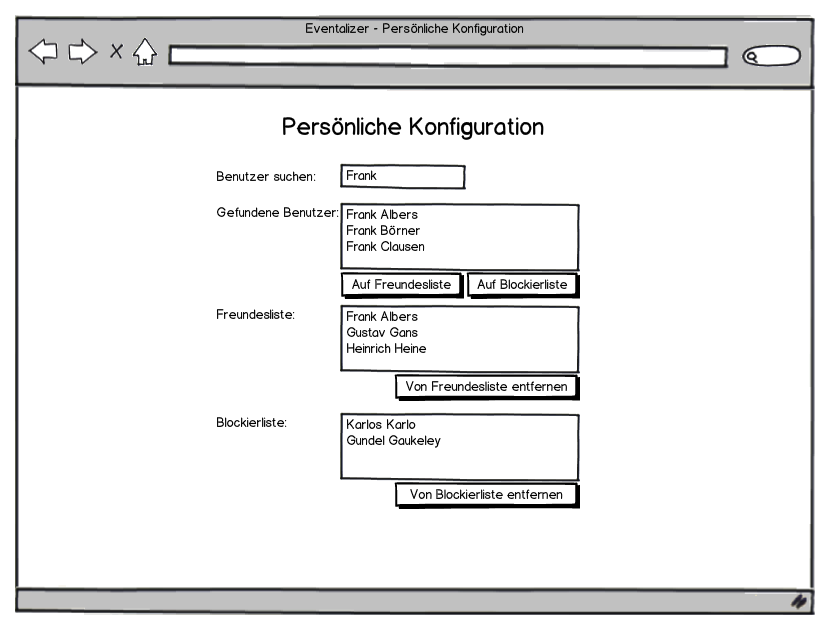 Eventalizer - Persönliche Konfiguration
Persönliche Konfiguration
Benutzer suchen: Frank
Gefundene Benutzer: Frank Albers
Frank Börner
Frank Clausen
Auf Freundesliste Auf Blockierliste
Freundesliste: Frank Albers
Gustav Gans
Heinrich Heine
Von Freundesliste entfernen
Blockierliste: Karlos Karlo
Gundel Gaukeley
Von Blockierliste entfernen